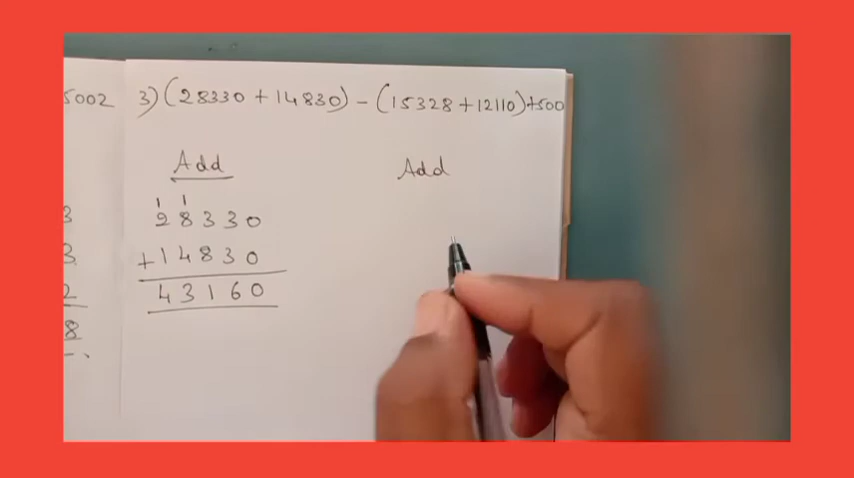 5002 3) (28330 + 14830) - (15328 + 12110) + 500
Add Add
1 1
3 28330
3 +14830
2 43160
8